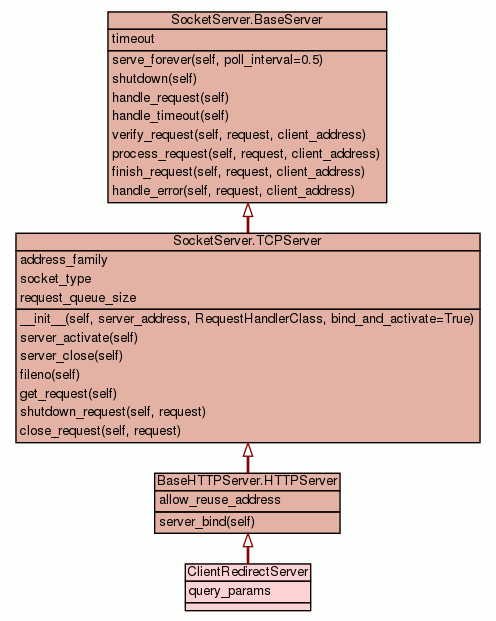 SocketServer.BaseServer
timeout
serve_forever(self, poll_interval=0.5)
shutdown(self)
handle_request(self)
handle_timeout(self)
verify_request(self, request, client_address)
process_request(self, request, client_address)
finish_request(self, request, client_address)
handle_error(self, request, client_address)
SocketServer.TCPServer
address_family
socket_type
request_queue_size
__init__(self, server_address, RequestHandlerClass, bind_and_activate=True)
server_activate(self)
server_close(self)
fileno(self)
get_request(self)
shutdown_request(self, request)
close_request(self, request)
BaseHTTPServer.HTTPServer
allow_reuse_address
server_bind(self)
ClientRedirectServer
query_params